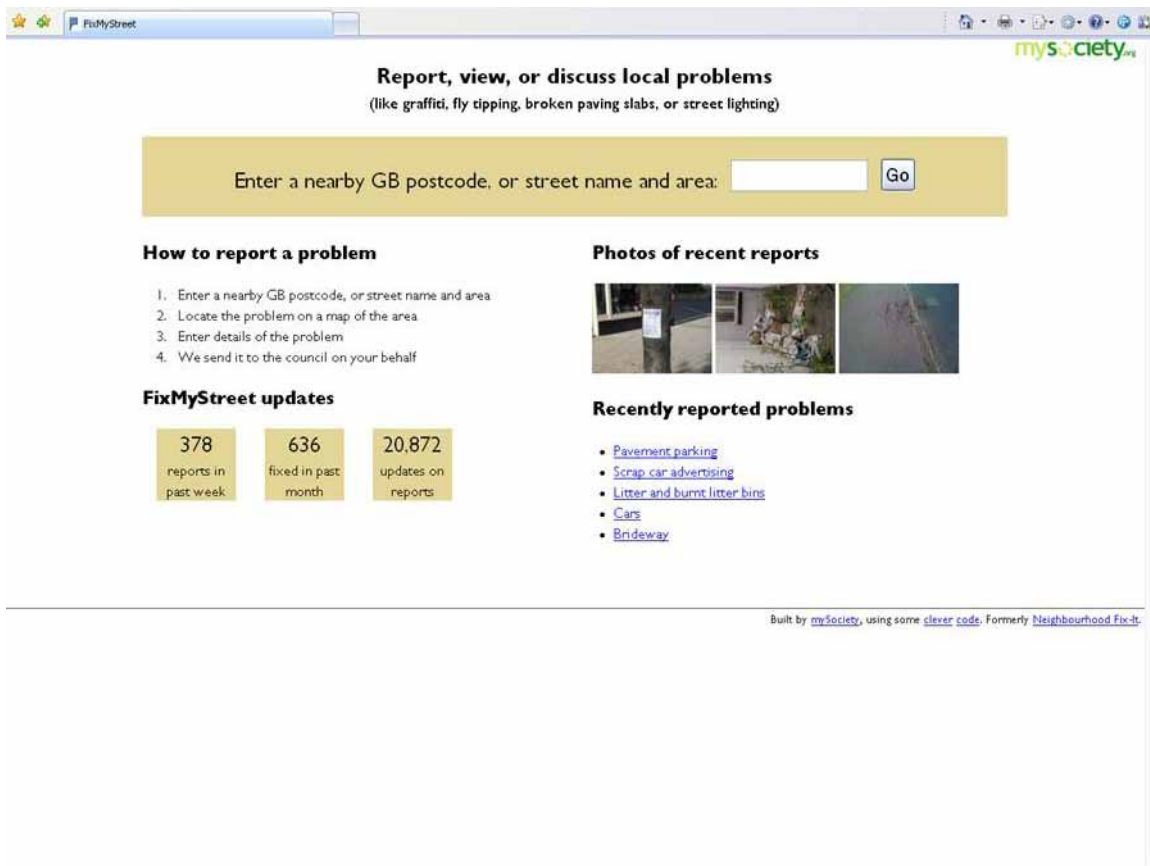 FixMyStreet
mysociety.org
Report, view, or discuss local problems
(like graffiti, fly tipping, broken paving slabs, or street lighting)
Enter a nearby GB postcode, or street name and area:
Go
How to report a problem
1. Enter a nearby GB postcode, or street name and area
2. Locate the problem on a map of the area
3. Enter details of the problem
4. We send it to the council on your behalf
FixMyStreet updates
378
reports in
past week
636
fixed in past
month
20,872
updates on
reports
Photos of recent reports
Recently reported problems
• Pavement parking
• Scrap car advertising
• Litter and burnt litter bins
• Cars
• Brideway
Built by mySociety, using some clever code. Formerly Neighbourhood Fix-It.